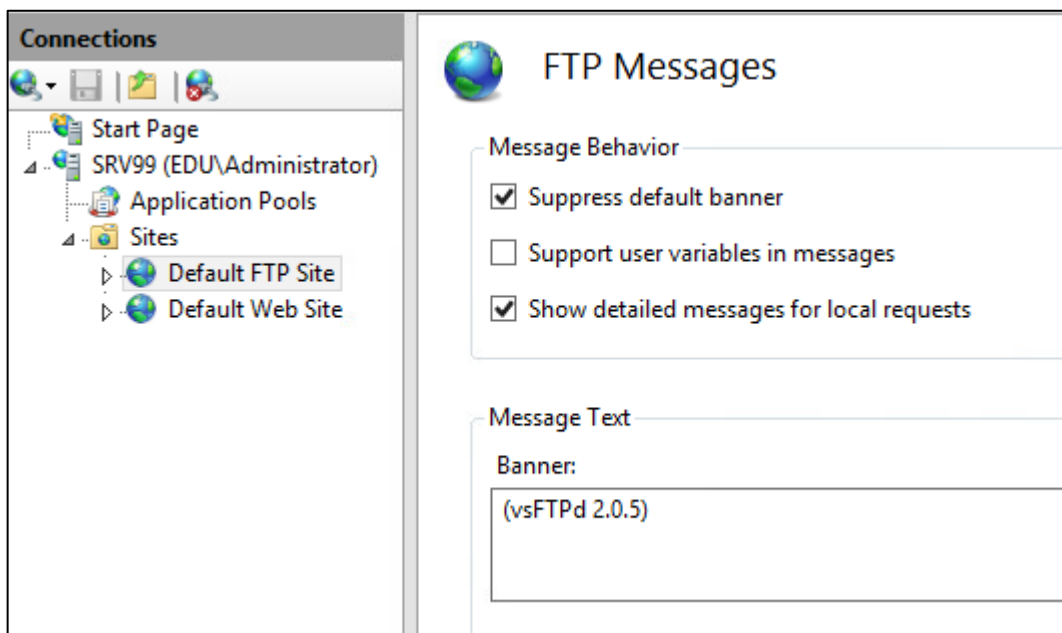 Connections
Start Page
SRV99 (EDU\Administrator)
Application Pools
Sites
Default FTP Site
Default Web Site
FTP Messages
Message Behavior
Suppress default banner
Support user variables in messages
Show detailed messages for local requests
Message Text
Banner:
(vsFTPd 2.0.5)